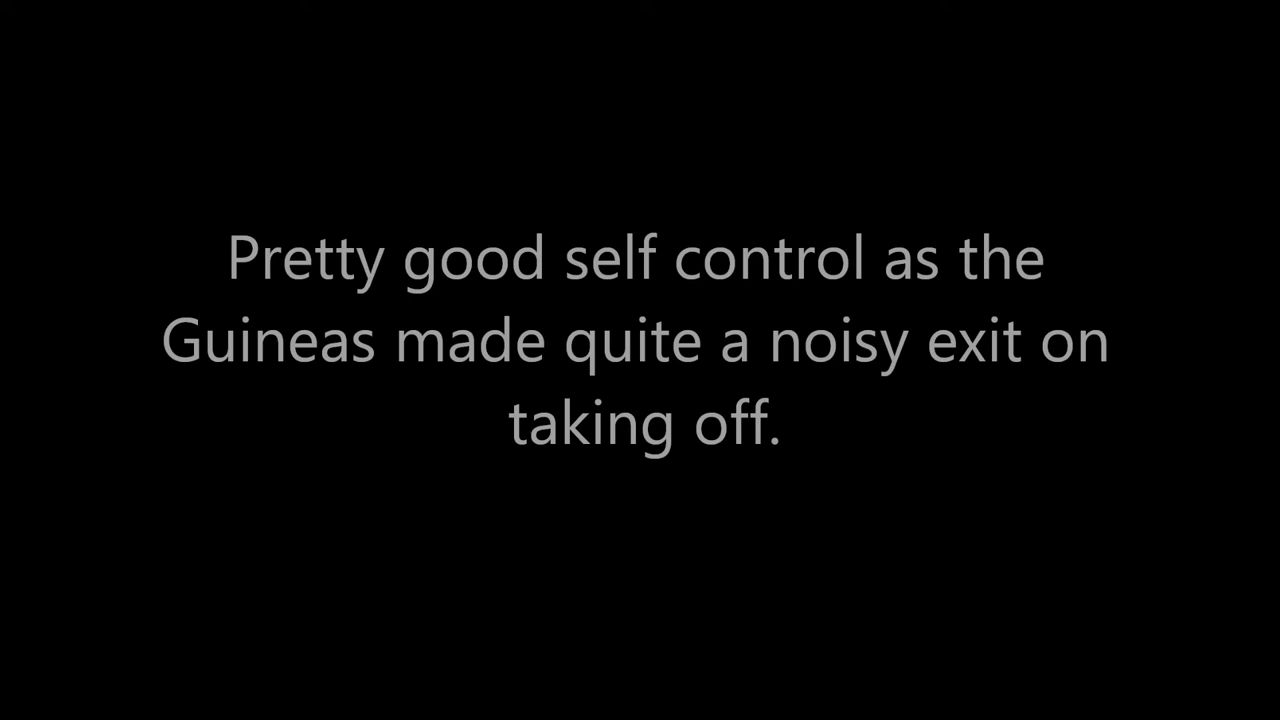 Pretty good self control as the
Guineas made quite a noisy exit on
taking off.